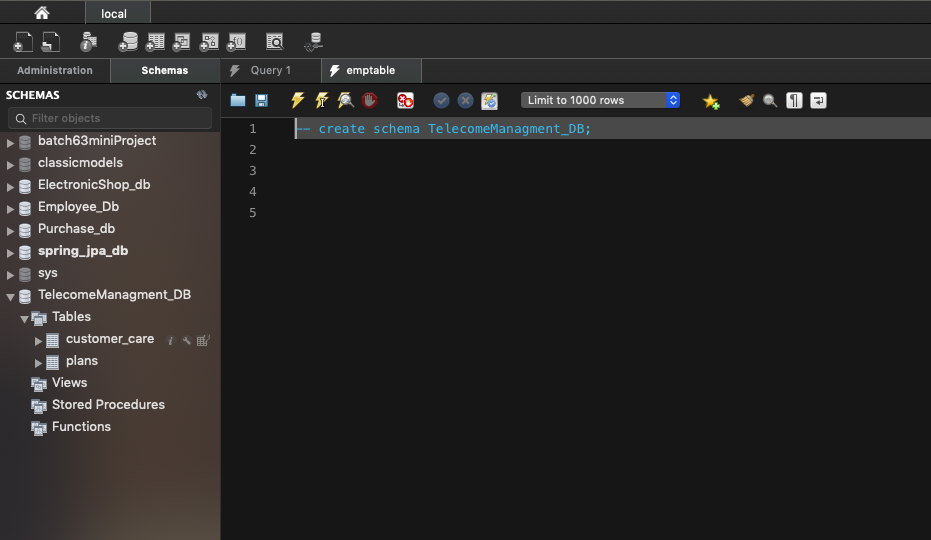 local
Administration
Schemas
Query 1
emptable
SCHEMAS
Filter objects
batch63miniProject
classicmodels
ElectronicShop_db
Employee_Db
Purchase_db
spring_jpa_db
sys
TelecomeManagment_DB
Tables
customer_care
plans
Views
Stored Procedures
Functions
Limit to 1000 rows
1 -- create schema TelecomeManagment_DB;
2
3
4
5